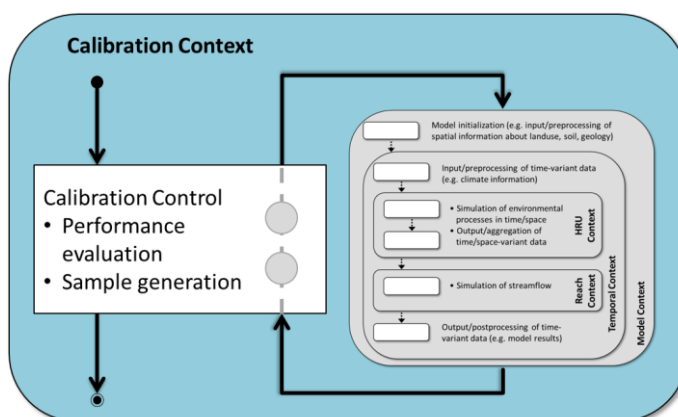 Calibration Context
Calibration Control
• Performance
evaluation
• Sample generation
Model initialization (e.g. input/preprocessing of
spatial information about landuse, soil, geology)
Input/preprocessing of time-variant data
(e.g. climate information)
• Simulation of environmental
processes in time/space
• Output/aggregation of
time/space-variant data
HRU
Context
• Simulation of streamflow
Reach
Context
Output/postprocessing of time-
variant data (e.g. model results)
Temporal Context
Model Context